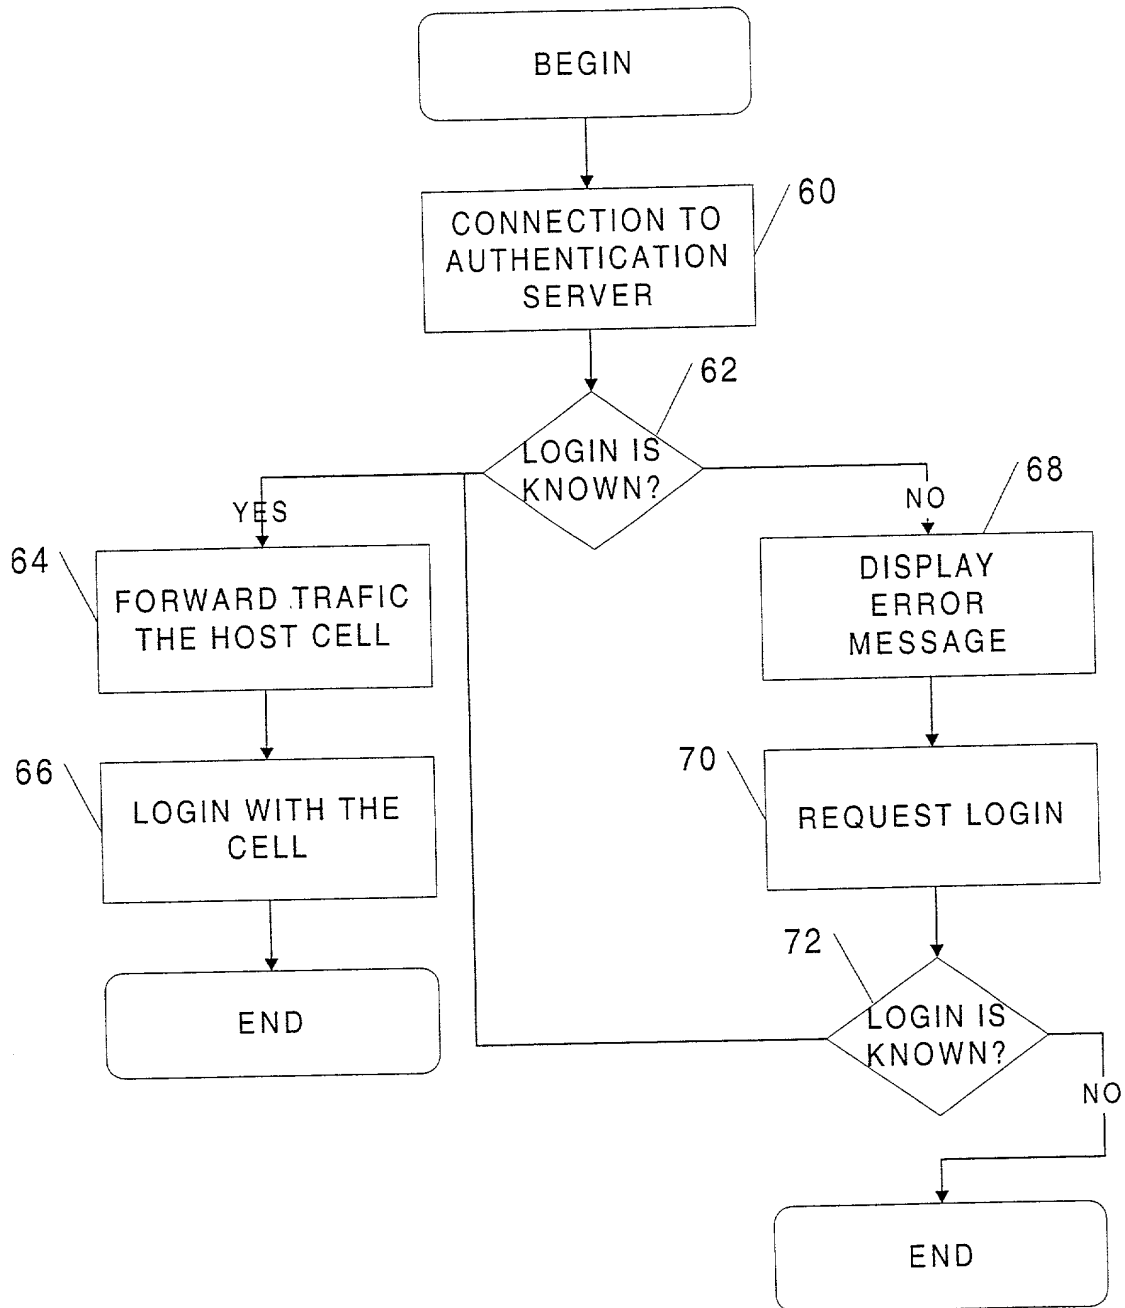 BEGIN
60
CONNECTION TO
AUTHENTICATION
SERVER
62
LOGIN IS
KNOWN?
YES
NO
68
64
FORWARD TRAFIC
THE HOST CELL
DISPLAY
ERROR
MESSAGE
66
LOGIN WITH THE
CELL
70
REQUEST LOGIN
72
LOGIN IS
KNOWN?
END
NO
END